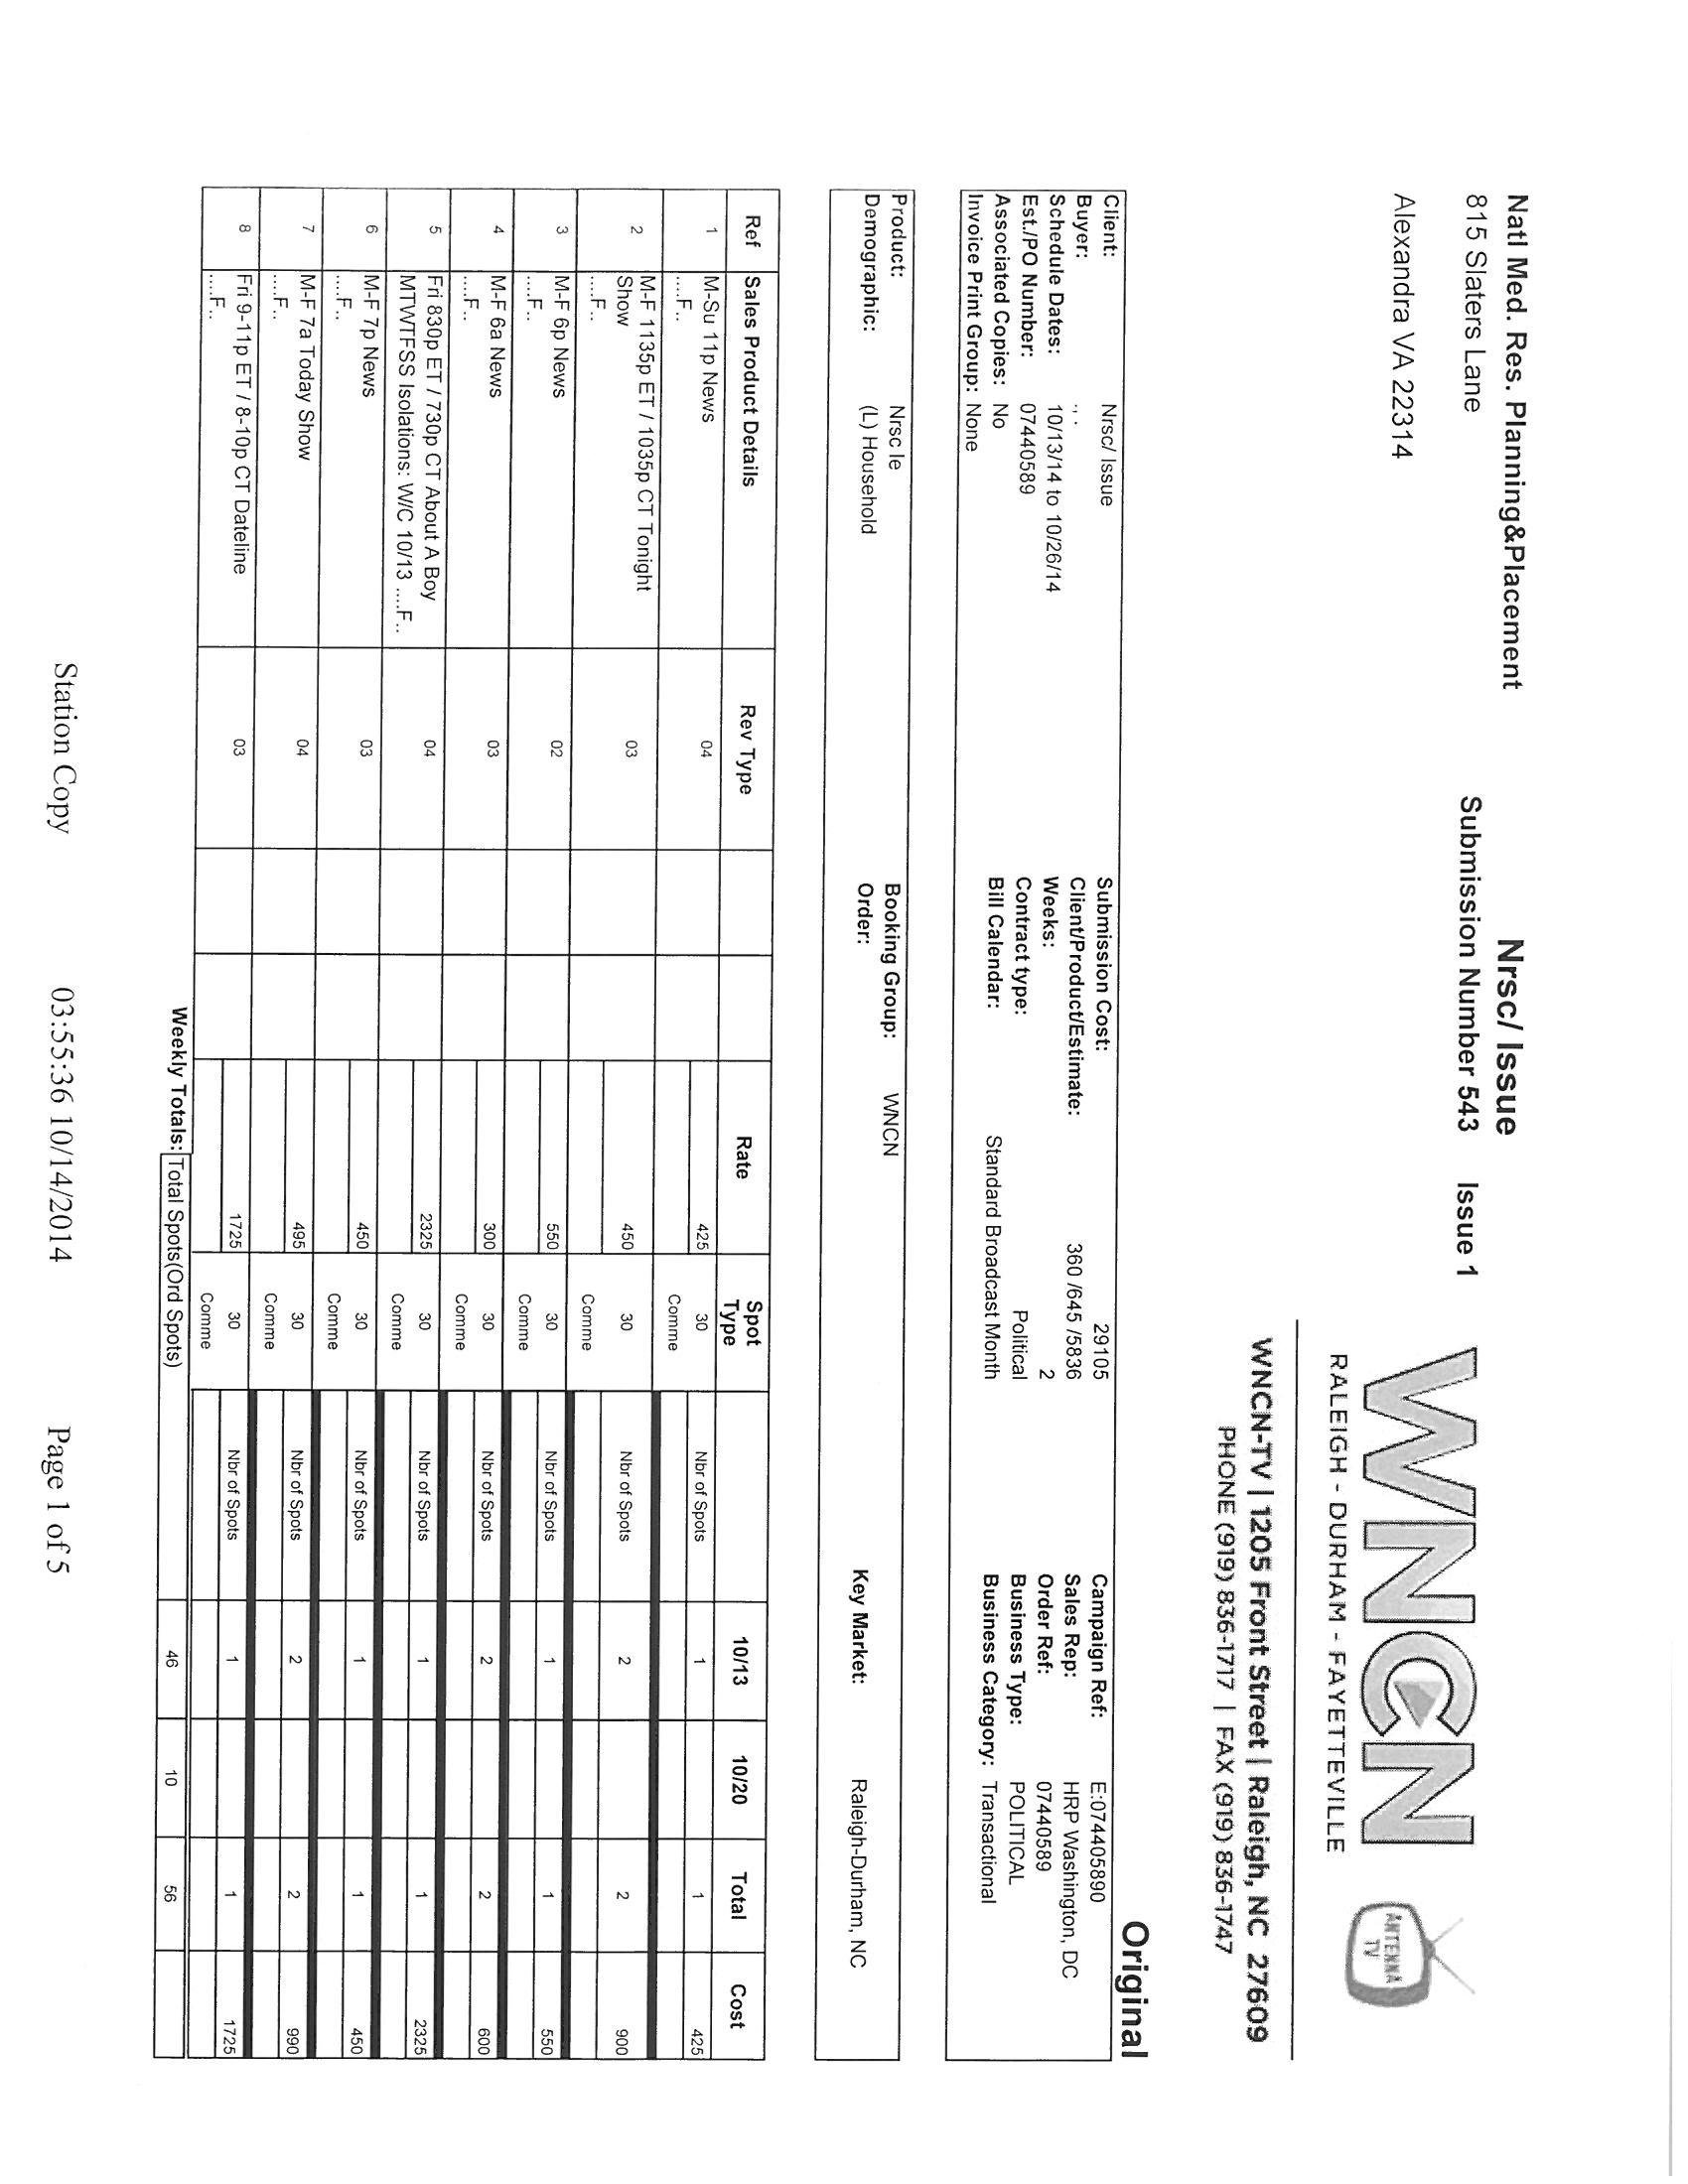 Natl Med. Res. Planning&Placement
815 Slaters Lane
Alexandra VA 22314
Nrsc/ Issue
Submission Number 543 Issue 1
WNCN
RALEIGH - DURHAM - FAYETTEVILLE
ANTENNA TV
WNCN-TV | 1205 Front Street | Raleigh, NC 27609
PHONE (919) 836-1717 | FAX (919) 836-1747
Original
Client: Nrsc/ Issue Submission Cost: 29105 Campaign Ref: E:074405890
Buyer: ., . Client/Product/Estimate: 360 /645 /5836 Sales Rep: HRP Washington, DC
Schedule Dates: 10/13/14 to 10/26/14 Weeks: 2 Order Ref: 07440589
Est./PO Number: 07440589 Contract type: Political Business Type: POLITICAL
Associated Copies: No Bill Calendar: Standard Broadcast Month Business Category: Transactional
Invoice Print Group: None
Product: Nrsc Ie Booking Group: WNCN
Demographic: (L) Household Order: Key Market: Raleigh-Durham, NC
Ref Sales Product Details Rev Type Rate Spot Type 10/13 10/20 Total Cost
1 M-Su 11p News 04 425 30 Nbr of Spots 1 1 425
....F.. Comme
2 M-F 1135p ET / 1035p CT Tonight Show 03 450 30 Nbr of Spots 2 2 900
....F.. Comme
3 M-F 6p News 02 550 30 Nbr of Spots 1 1 550
....F.. Comme
4 M-F 6a News 03 300 30 Nbr of Spots 2 2 600
....F.. Comme
5 Fri 830p ET / 730p CT About A Boy 04 2325 30 Nbr of Spots 1 1 2325
MTWTFSS Isolations: W/C 10/13 ....F.. Comme
6 M-F 7p News 03 450 30 Nbr of Spots 1 1 450
....F.. Comme
7 M-F 7a Today Show 04 495 30 Nbr of Spots 2 2 990
....F.. Comme
8 Fri 9-11p ET / 8-10p CT Dateline 03 1725 30 Nbr of Spots 1 1 1725
....F.. Comme
Weekly Totals: Total Spots(Ord Spots) 46 10 56
Station Copy 03:55:36 10/14/2014 Page 1 of 5